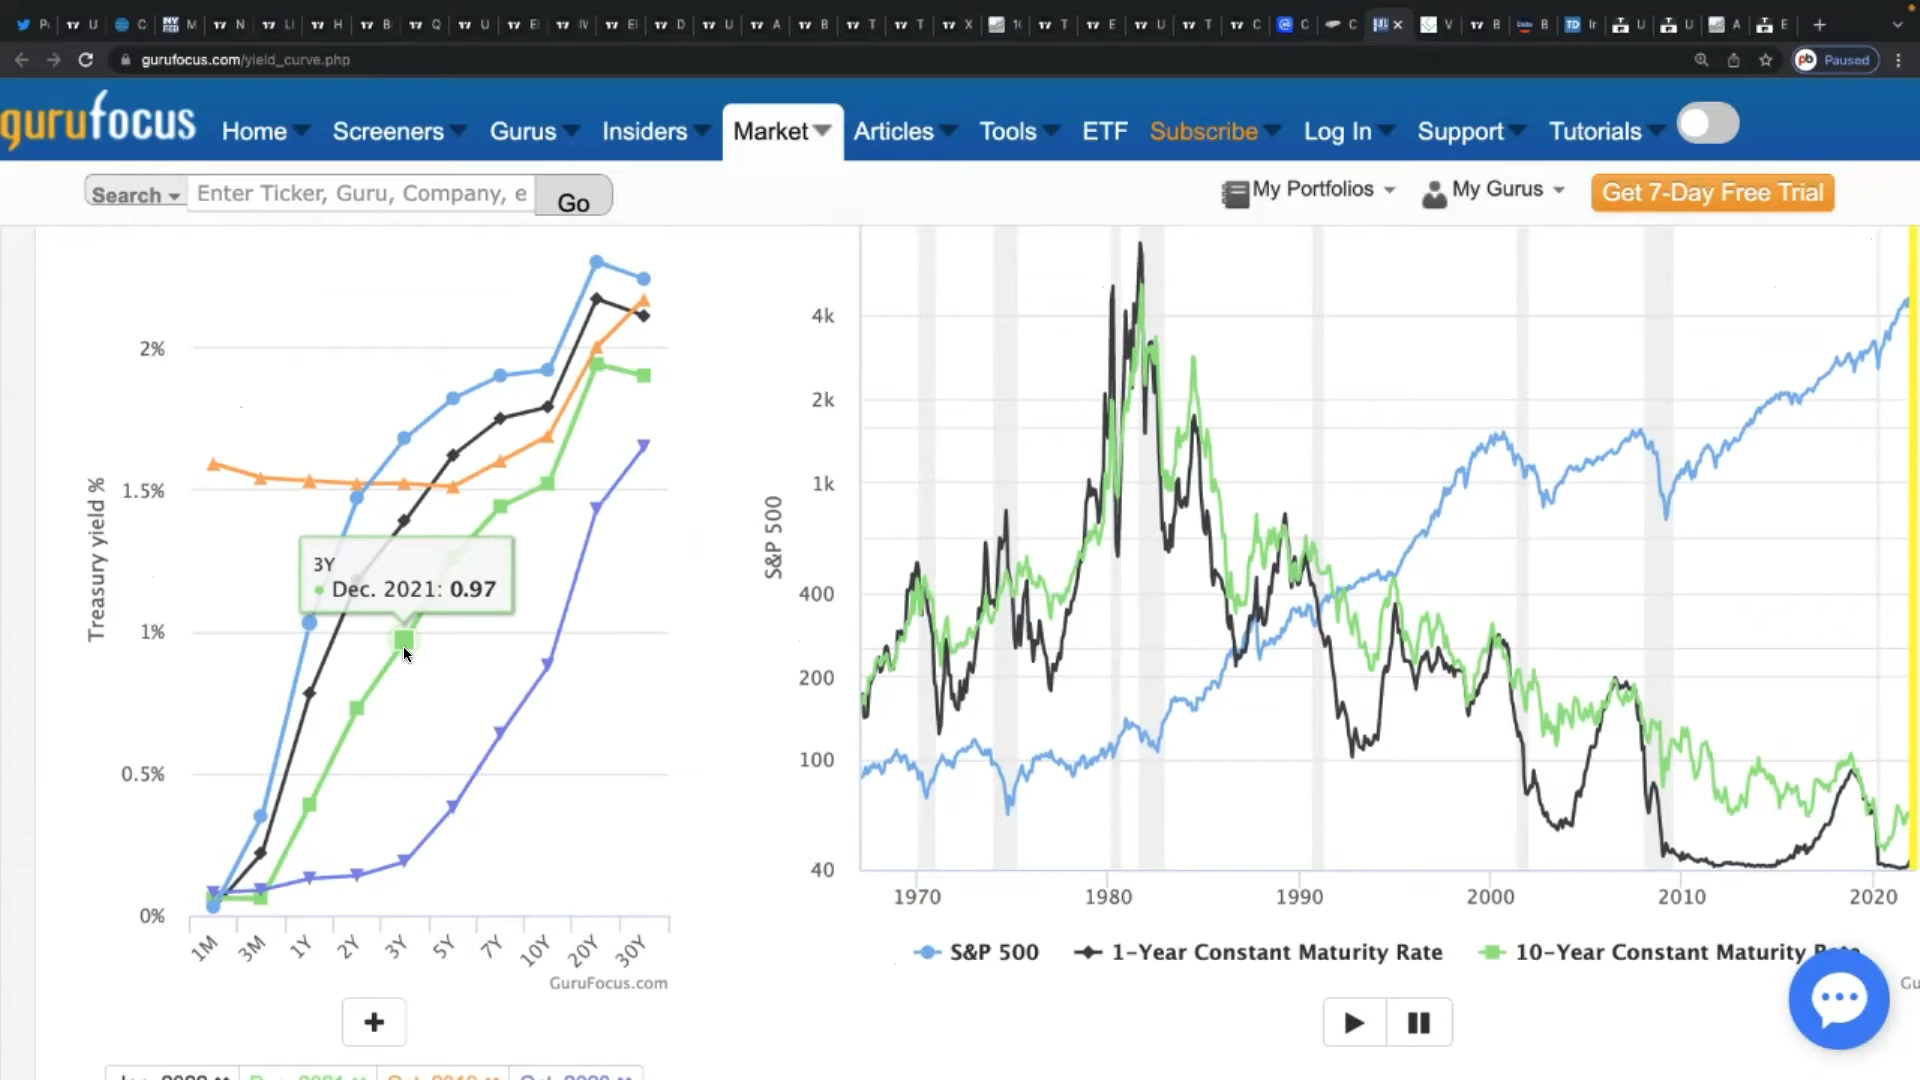 P U C M N L H B Q U E IV E D U A B T T X 1( T E U T C C C V B B Ir U U A E
gurufocus.com/yield_curve.php
Paused
gurufocus Home Screeners Gurus Insiders Market Articles Tools ETF Subscribe Log In Support Tutorials
Search Enter Ticker, Guru, Company, e Go My Portfolios My Gurus Get 7-Day Free Trial
Treasury yield %
2%
1.5%
1%
0.5%
0%
3Y
Dec. 2021: 0.97
1M 3M 1Y 2Y 3Y 5Y 7Y 10Y 20Y 30Y
GuruFocus.com
S&P 500
4k
2k
1k
400
200
100
40
1970 1980 1990 2000 2010 2020
S&P 500 1-Year Constant Maturity Rate 10-Year Constant Maturity
Gu